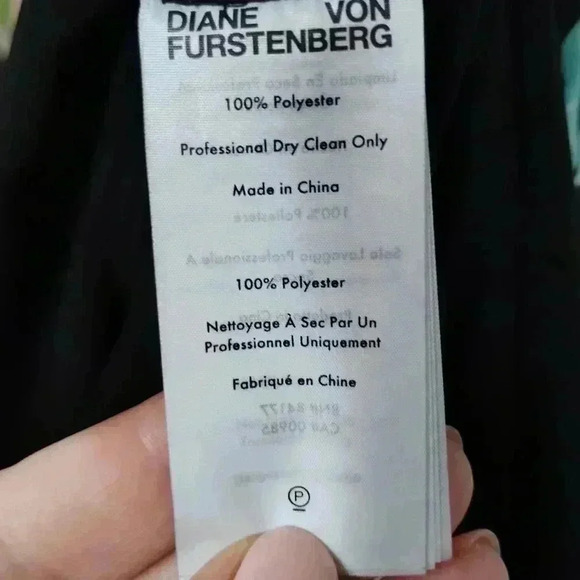 DIANE VON
FURSTENBERG
100% Polyester
Professional Dry Clean Only
Made in China
100% Polyester
Nettoyage À Sec Par Un
Professionnel Uniquement
Fabriqué en Chine
P